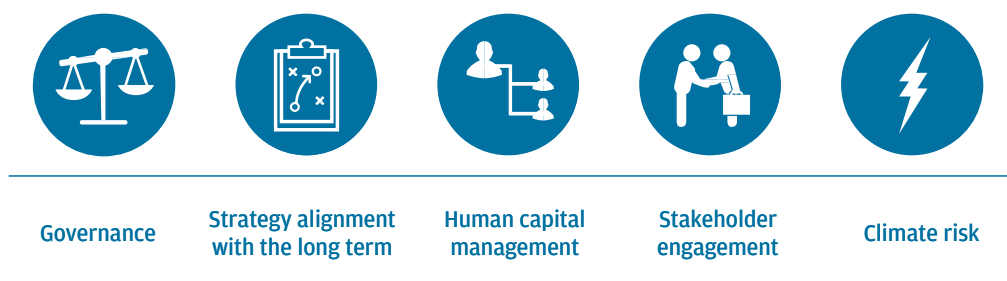 Governance
Strategy alignment
with the long term
Human capital
management
Stakeholder
engagement
Climate risk